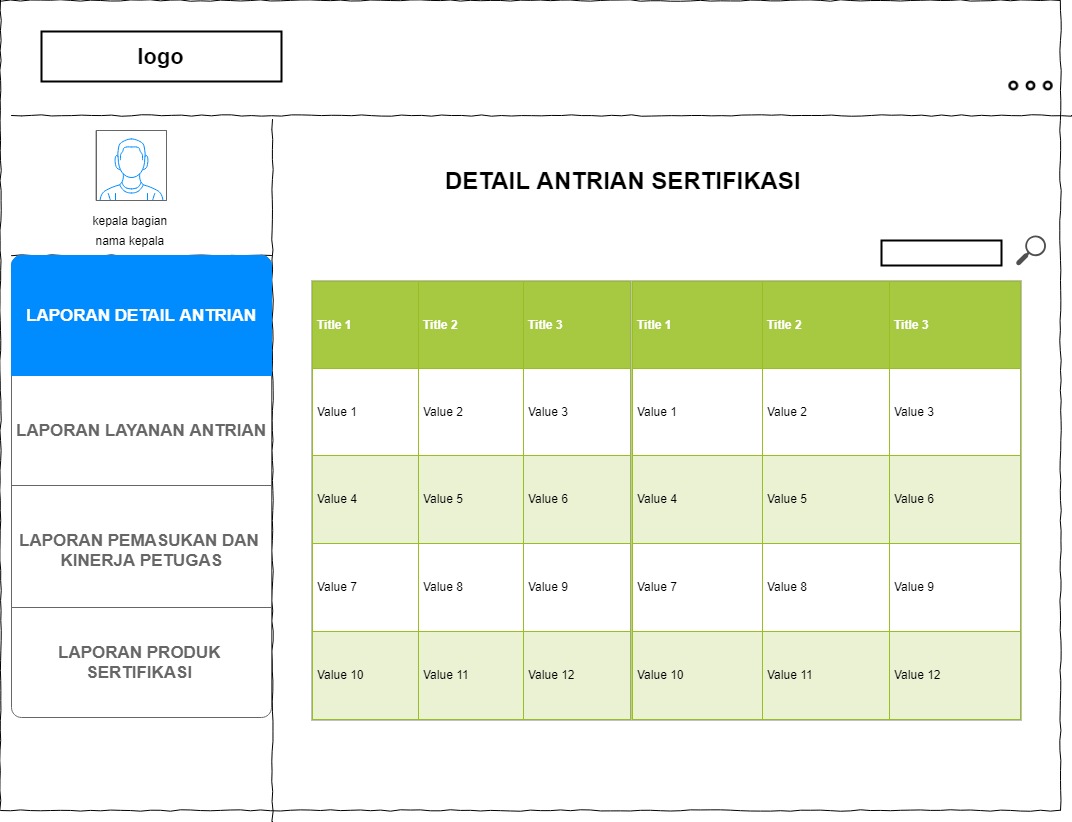 logo
kepala bagian
nama kepala
LAPORAN DETAIL ANTRIAN
LAPORAN LAYANAN ANTRIAN
LAPORAN PEMASUKAN DAN
KINERJA PETUGAS
LAPORAN PRODUK
SERTIFIKASI
DETAIL ANTRIAN SERTIFIKASI
Title 1 Title 2 Title 3 Title 1 Title 2 Title 3
Value 1 Value 2 Value 3 Value 1 Value 2 Value 3
Value 4 Value 5 Value 6 Value 4 Value 5 Value 6
Value 7 Value 8 Value 9 Value 7 Value 8 Value 9
Value 10 Value 11 Value 12 Value 10 Value 11 Value 12